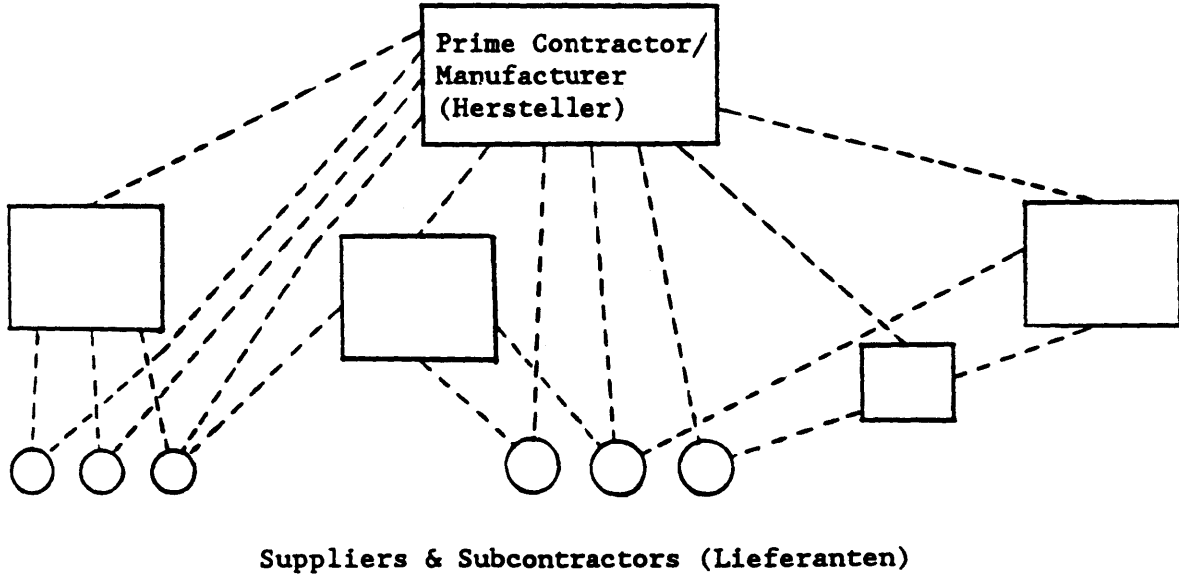 Prime Contractor/
Manufacturer
(Hersteller)
Suppliers & Subcontractors (Lieferanten)